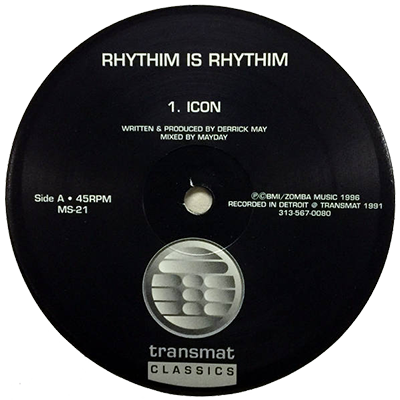 RHYTHIM IS RHYTHIM
1. ICON
WRITTEN & PRODUCED BY DERRICK MAY
MIXED BY MAYDAY
Side A • 45RPM
MS-21
ⓅⒸBMI/ZOMBA MUSIC 1996
RECORDED IN DETROIT @ TRANSMAT 1991
313-567-0080
transmat
CLASSICS